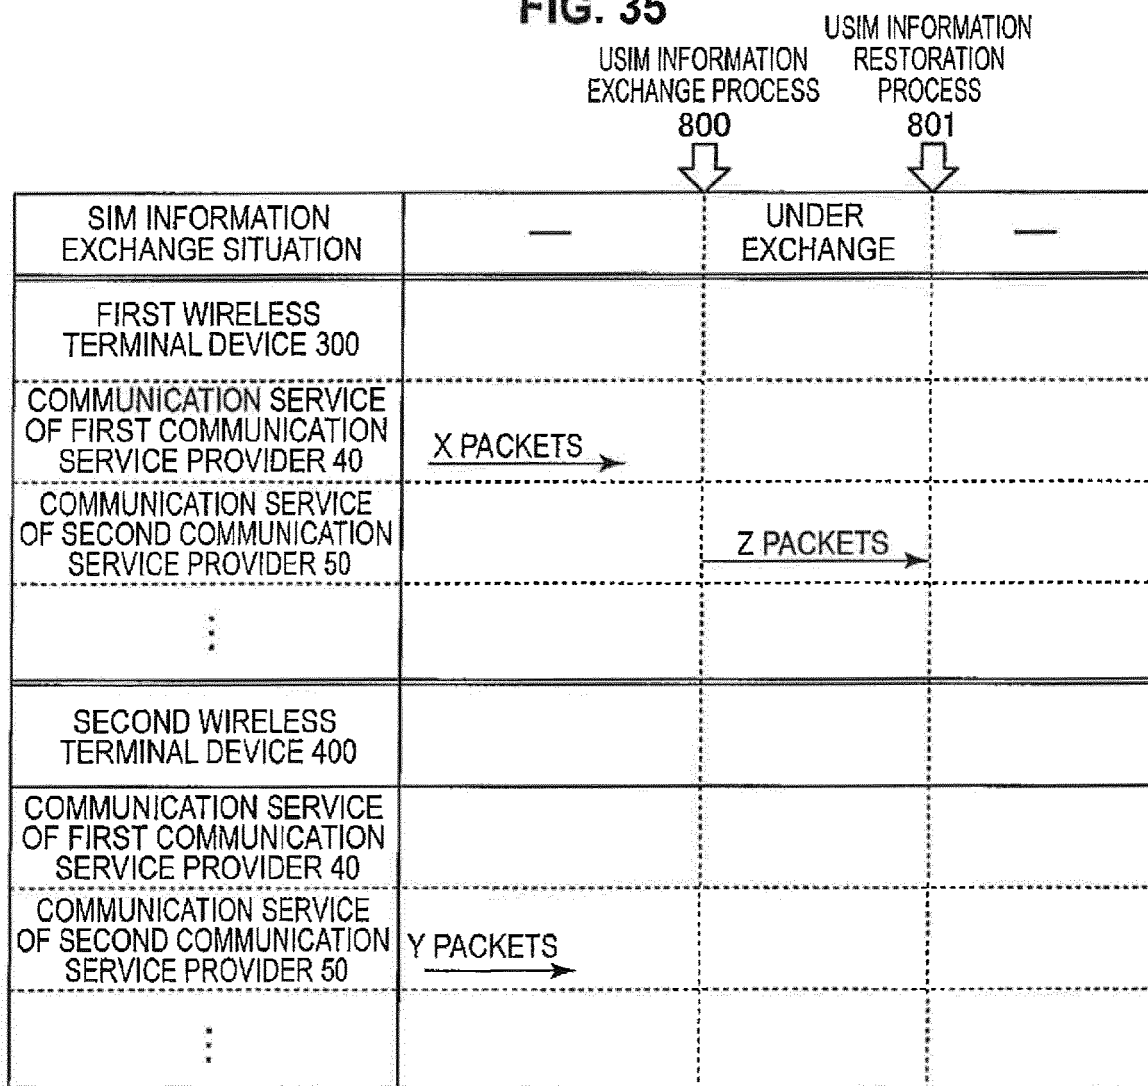 FIG. 35
USIM INFORMATION
EXCHANGE PROCESS
800
USIM INFORMATION
RESTORATION
PROCESS
801
SIM INFORMATION
EXCHANGE SITUATION
—
UNDER
EXCHANGE
—
FIRST WIRELESS
TERMINAL DEVICE 300
COMMUNICATION SERVICE
OF FIRST COMMUNICATION
SERVICE PROVIDER 40
X PACKETS
COMMUNICATION SERVICE
OF SECOND COMMUNICATION
SERVICE PROVIDER 50
Z PACKETS
⋮
SECOND WIRELESS
TERMINAL DEVICE 400
COMMUNICATION SERVICE
OF FIRST COMMUNICATION
SERVICE PROVIDER 40
COMMUNICATION SERVICE
OF SECOND COMMUNICATION
SERVICE PROVIDER 50
Y PACKETS
⋮